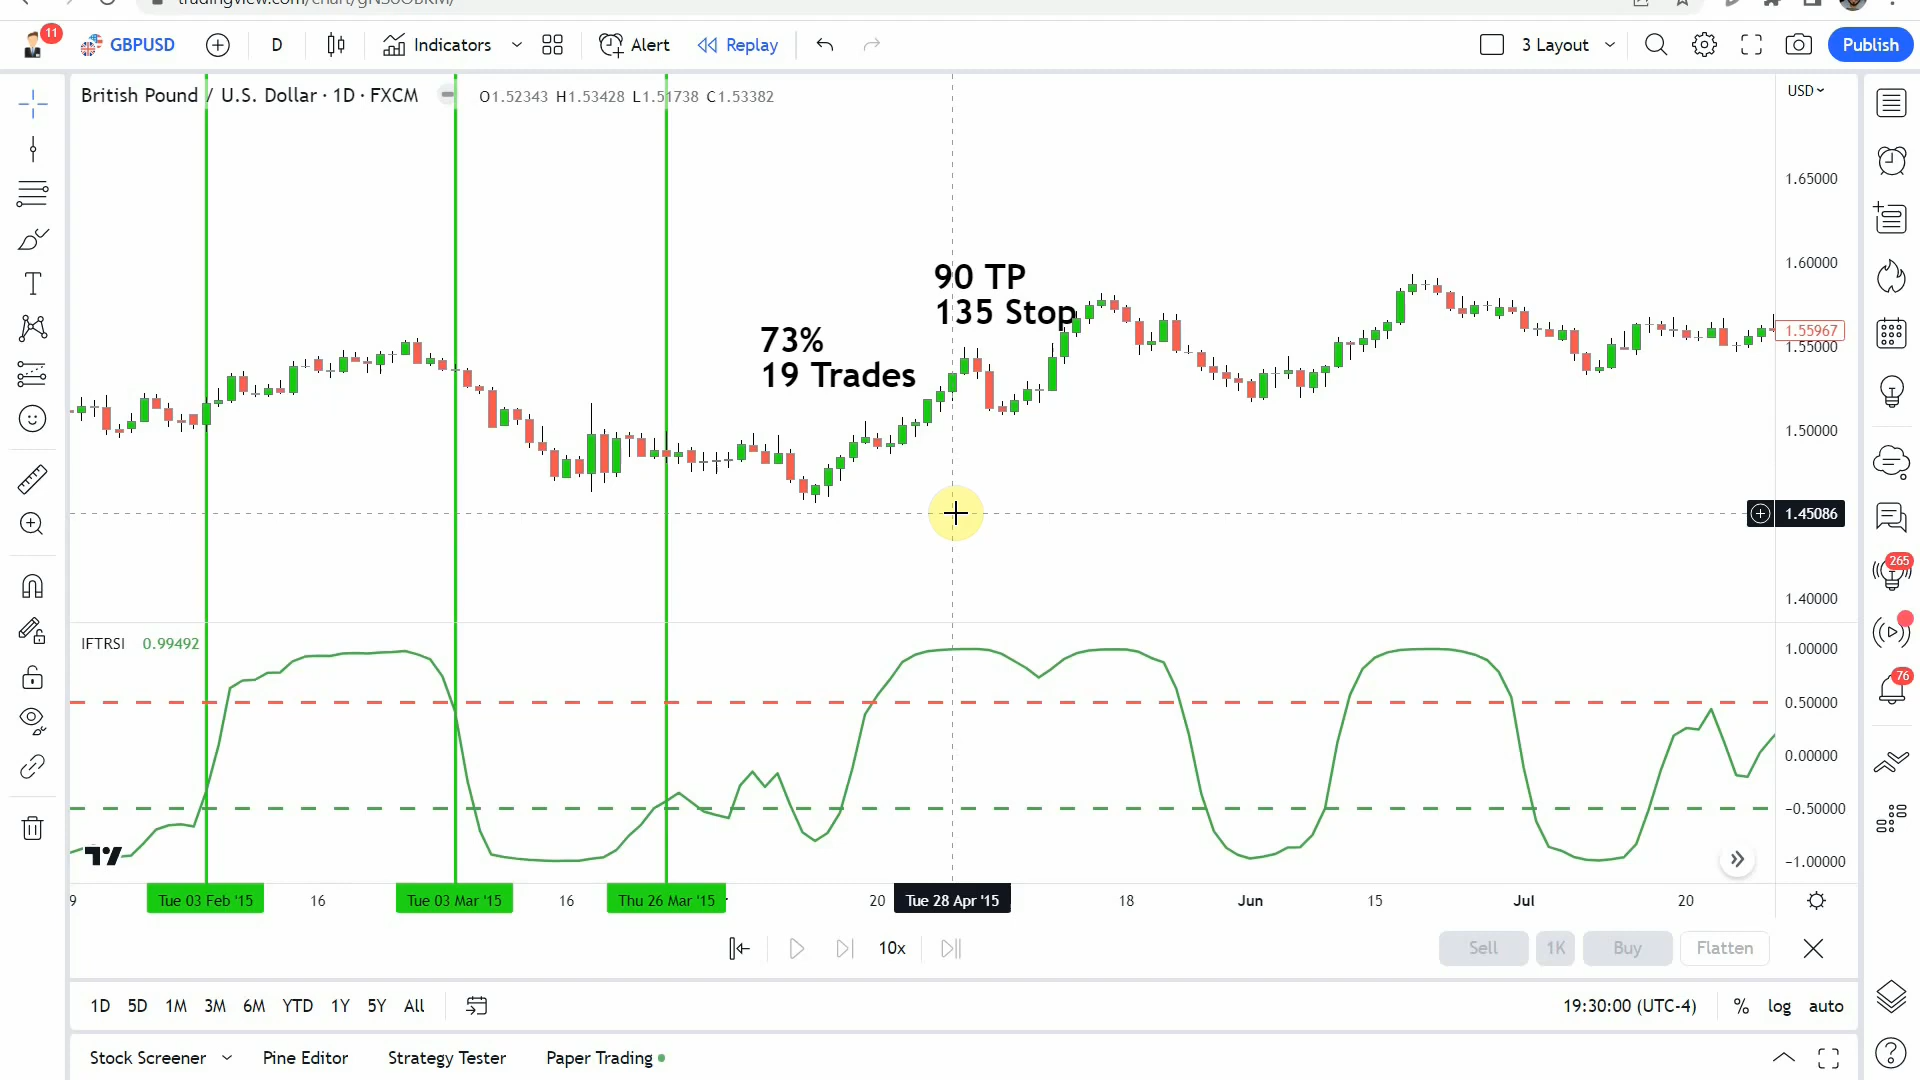 11
GBPUSD
D
Indicators
Alert
Replay
3 Layout
Publish
British Pound / U.S. Dollar · 1D · FXCM
O1.52343 H1.53428 L1.51738 C1.53382
USD
1.65000
1.60000
90 TP
135 Stop
73%
19 Trades
1.55967
1.55000
1.50000
1.45086
1.40000
265
76
IFTRSI 0.99492
1.00000
0.50000
0.00000
−0.50000
−1.00000
9
Tue 03 Feb '15
16
Tue 03 Mar '15
16
Thu 26 Mar '15
20
Tue 28 Apr '15
18
Jun
15
Jul
20
10x
Sell
1K
Buy
Flatten
1D 5D 1M 3M 6M YTD 1Y 5Y All
19:30:00 (UTC-4)
% log auto
Stock Screener
Pine Editor
Strategy Tester
Paper Trading